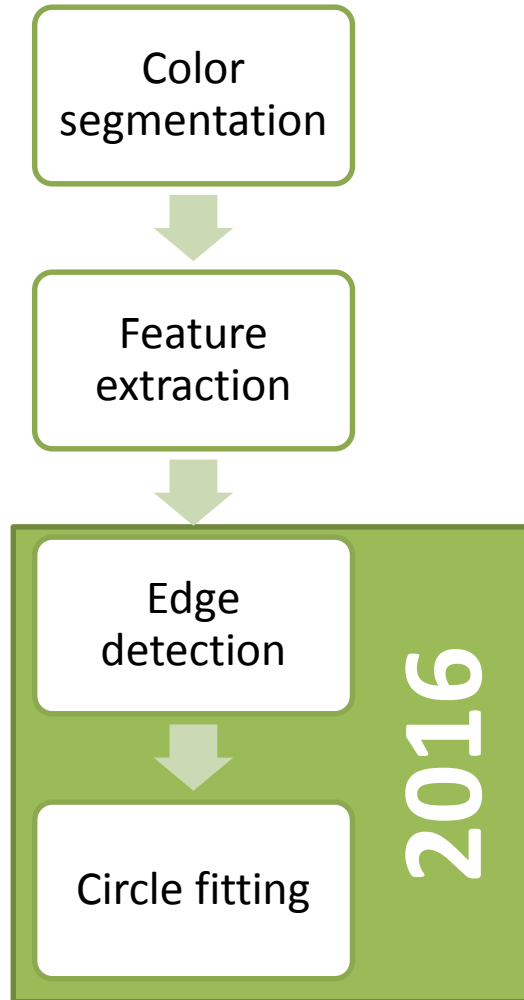 Color
segmentation
Feature
extraction
Edge
detection
2016
Circle fitting